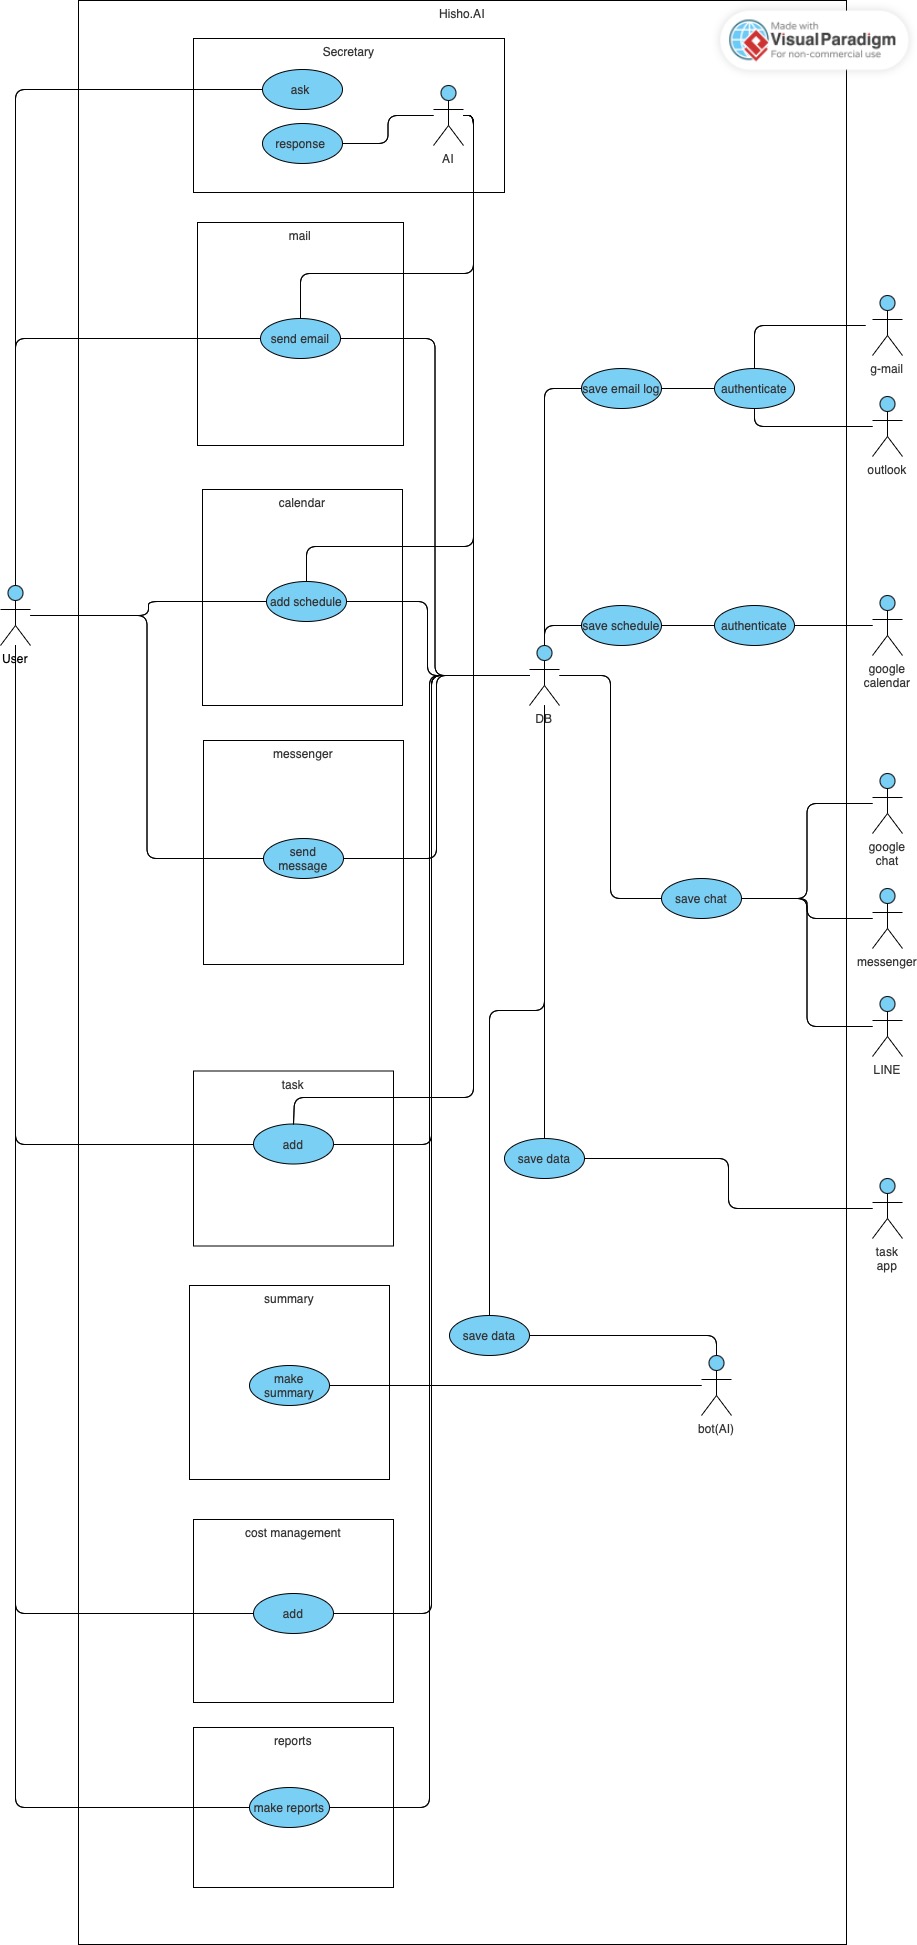 Hisho.AI
Made with
Visual Paradigm
For non-commercial use
Secretary
ask
response
AI
mail
send email
save email log
authenticate
g-mail
outlook
calendar
add schedule
User
save schedule
authenticate
google
calendar
DB
messenger
send
message
save chat
google
chat
messenger
LINE
task
add
save data
task
app
summary
make
summary
save data
bot(AI)
cost management
add
reports
make reports